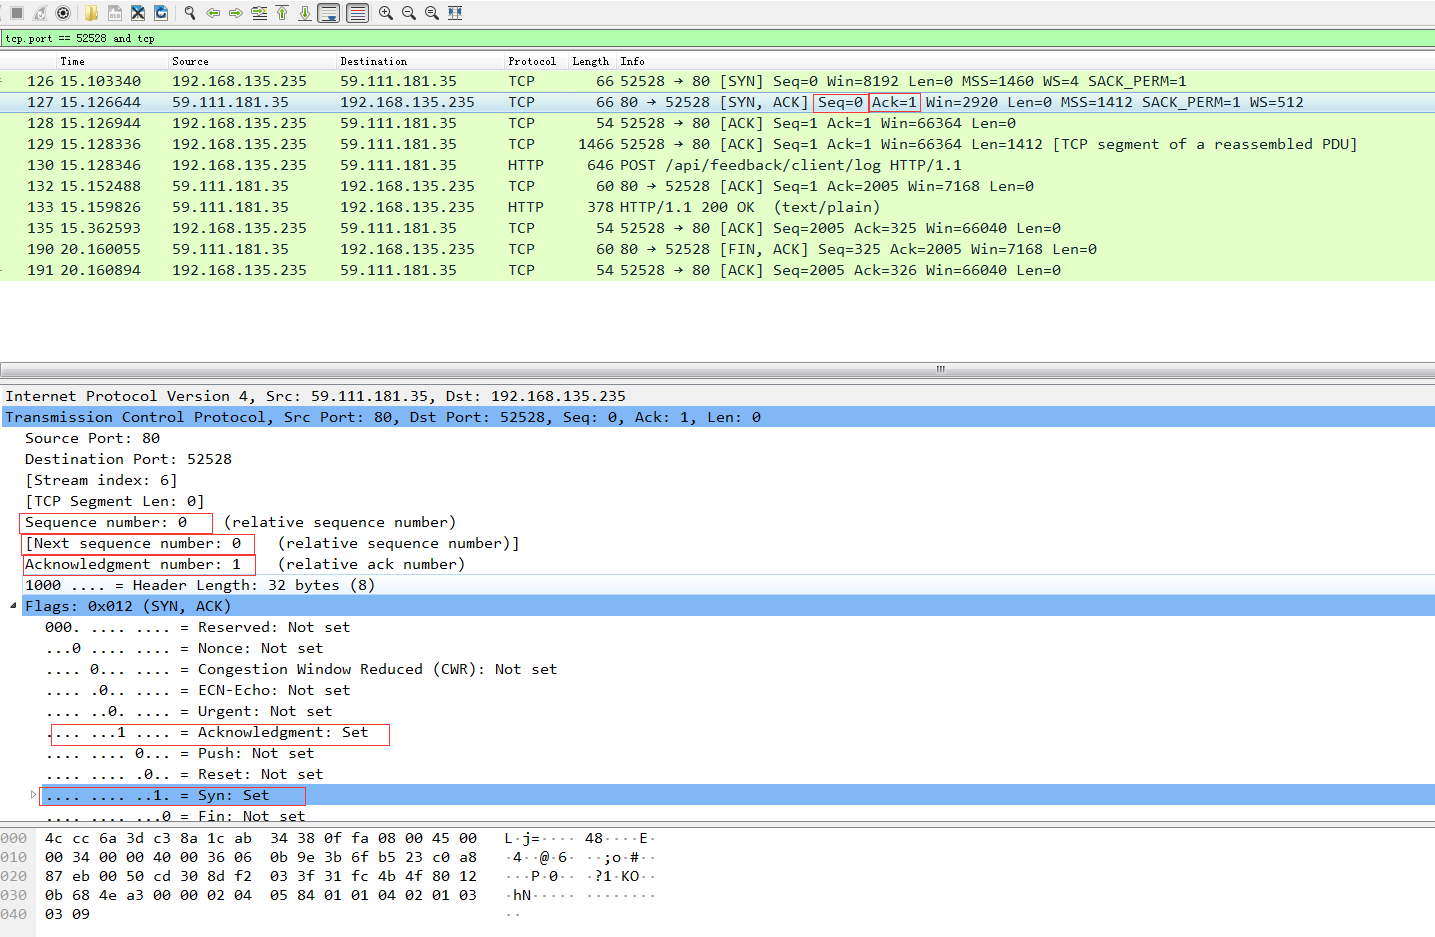 tcp.port == 52528 and tcp
Time Source Destination Protocol Length Info
126 15.103340 192.168.135.235 59.111.181.35 TCP 66 52528 → 80 [SYN] Seq=0 Win=8192 Len=0 MSS=1460 WS=4 SACK_PERM=1
127 15.126644 59.111.181.35 192.168.135.235 TCP 66 80 → 52528 [SYN, ACK] Seq=0 Ack=1 Win=2920 Len=0 MSS=1412 SACK_PERM=1 WS=512
128 15.126944 192.168.135.235 59.111.181.35 TCP 54 52528 → 80 [ACK] Seq=1 Ack=1 Win=66364 Len=0
129 15.128336 192.168.135.235 59.111.181.35 TCP 1466 52528 → 80 [ACK] Seq=1 Ack=1 Win=66364 Len=1412 [TCP segment of a reassembled PDU]
130 15.128346 192.168.135.235 59.111.181.35 HTTP 646 POST /api/feedback/client/log HTTP/1.1
132 15.152488 59.111.181.35 192.168.135.235 TCP 60 80 → 52528 [ACK] Seq=1 Ack=2005 Win=7168 Len=0
133 15.159826 59.111.181.35 192.168.135.235 HTTP 378 HTTP/1.1 200 OK (text/plain)
135 15.362593 192.168.135.235 59.111.181.35 TCP 54 52528 → 80 [ACK] Seq=2005 Ack=325 Win=66040 Len=0
190 20.160055 59.111.181.35 192.168.135.235 TCP 60 80 → 52528 [FIN, ACK] Seq=325 Ack=2005 Win=7168 Len=0
191 20.160894 192.168.135.235 59.111.181.35 TCP 54 52528 → 80 [ACK] Seq=2005 Ack=326 Win=66040 Len=0
Internet Protocol Version 4, Src: 59.111.181.35, Dst: 192.168.135.235
Transmission Control Protocol, Src Port: 80, Dst Port: 52528, Seq: 0, Ack: 1, Len: 0
Source Port: 80
Destination Port: 52528
[Stream index: 6]
[TCP Segment Len: 0]
Sequence number: 0 (relative sequence number)
[Next sequence number: 0 (relative sequence number)]
Acknowledgment number: 1 (relative ack number)
1000 .... = Header Length: 32 bytes (8)
Flags: 0x012 (SYN, ACK)
000. .... .... = Reserved: Not set
...0 .... .... = Nonce: Not set
.... 0... .... = Congestion Window Reduced (CWR): Not set
.... .0.. .... = ECN-Echo: Not set
.... ..0. .... = Urgent: Not set
.... ...1 .... = Acknowledgment: Set
.... .... 0... = Push: Not set
.... .... .0.. = Reset: Not set
.... .... ..1. = Syn: Set
.... .... ...0 = Fin: Not set
000 4c cc 6a 3d c3 8a 1c ab 34 38 0f fa 08 00 45 00 L·j=···· 48····E·
010 00 34 00 00 40 00 36 06 0b 9e 3b 6f b5 23 c0 a8 ·4··@·6· ··;o·#··
020 87 eb 00 50 cd 30 8d f2 03 3f 31 fc 4b 4f 80 12 ···P·0·· ·?1·KO··
030 0b 68 4e a3 00 00 02 04 05 84 01 01 04 02 01 03 ·hN····· ········
040 03 09 ··